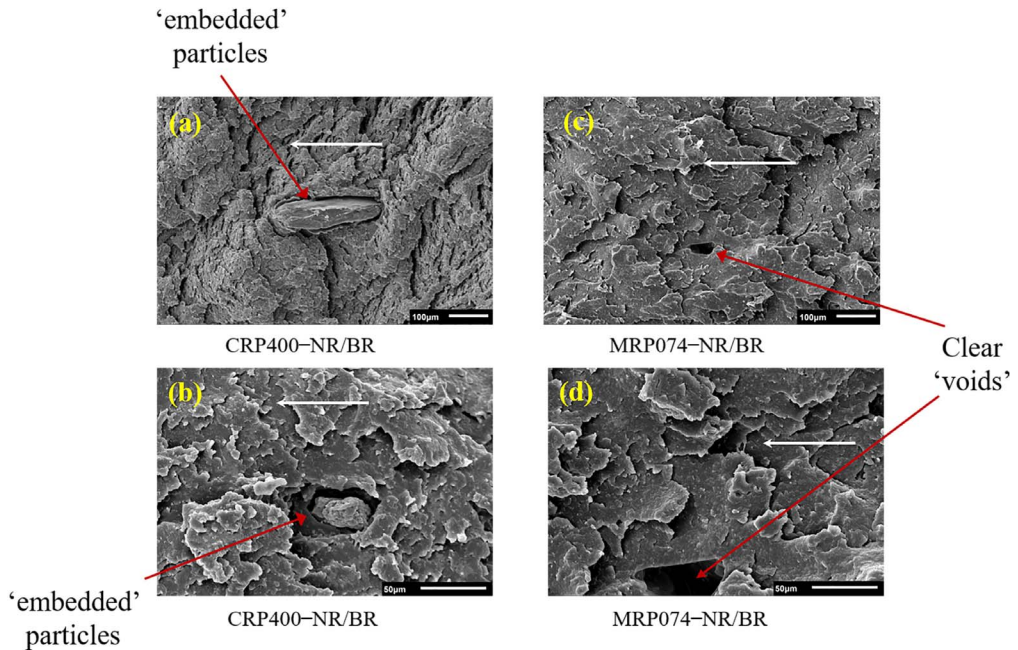 ‘embedded’
particles
(a)
(c)
100µm
100µm
CRP400−NR/BR
MRP074−NR/BR
Clear
‘voids’
(b)
(d)
50µm
50µm
‘embedded’
particles
CRP400−NR/BR
MRP074−NR/BR